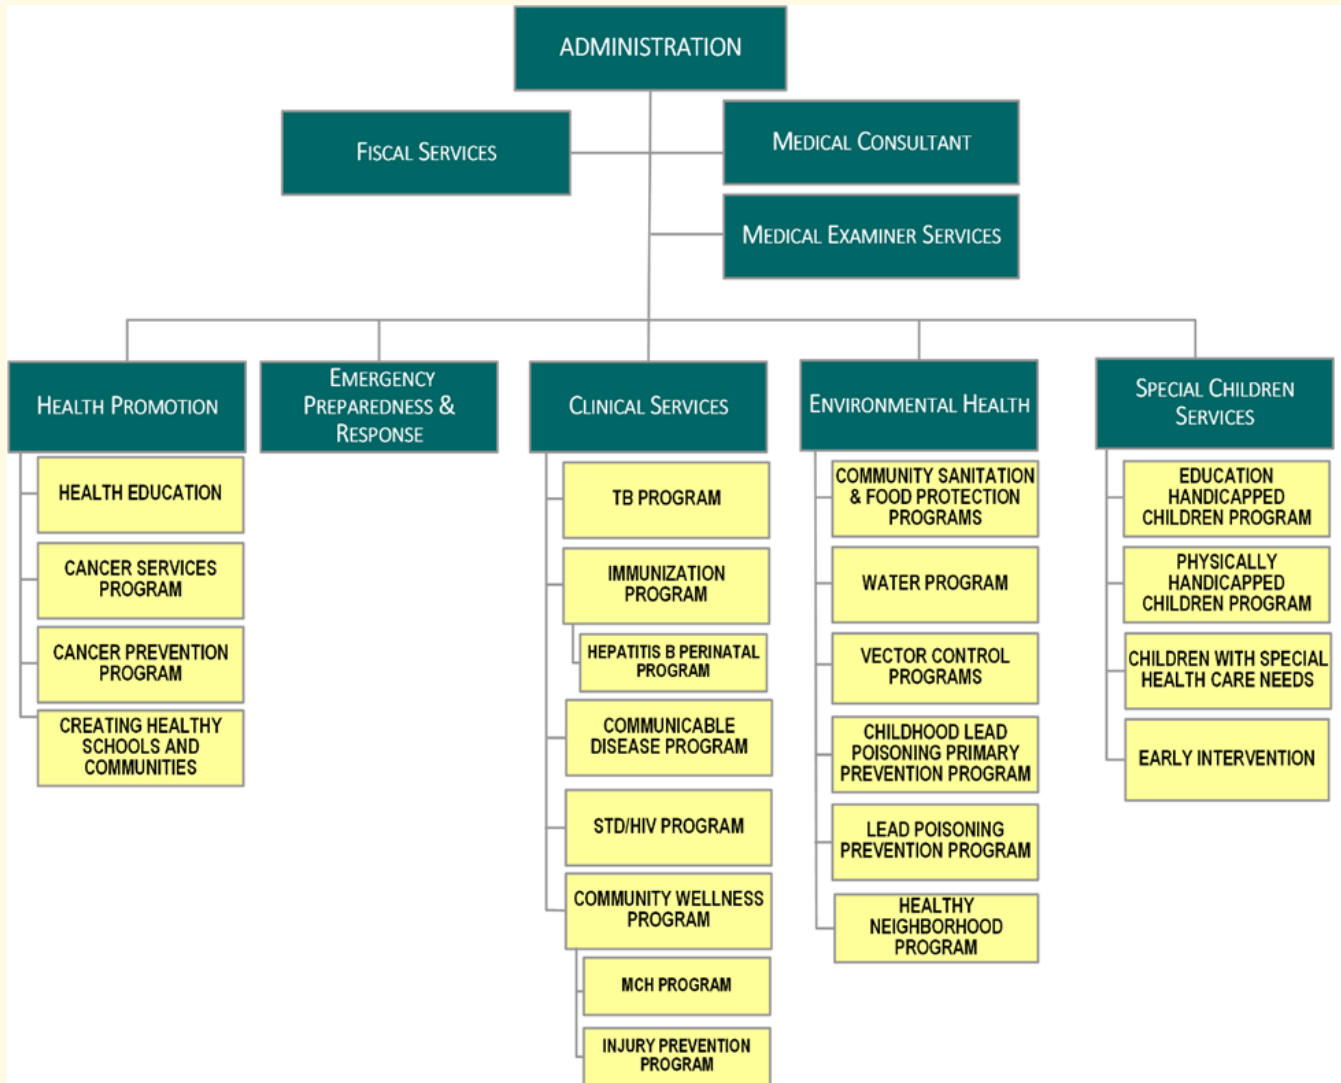 ADMINISTRATION
FISCAL SERVICES
MEDICAL CONSULTANT
MEDICAL EXAMINER SERVICES
HEALTH PROMOTION
HEALTH EDUCATION
CANCER SERVICES
PROGRAM
CANCER PREVENTION
PROGRAM
CREATING HEALTHY
SCHOOLS AND
COMMUNITIES
EMERGENCY
PREPAREDNESS &
RESPONSE
CLINICAL SERVICES
TB PROGRAM
IMMUNIZATION
PROGRAM
HEPATITIS B PERINATAL
PROGRAM
COMMUNICABLE
DISEASE PROGRAM
STD/HIV PROGRAM
COMMUNITY WELLNESS
PROGRAM
MCH PROGRAM
INJURY PREVENTION
PROGRAM
ENVIRONMENTAL HEALTH
COMMUNITY SANITATION
& FOOD PROTECTION
PROGRAMS
WATER PROGRAM
VECTOR CONTROL
PROGRAMS
CHILDHOOD LEAD
POISONING PRIMARY
PREVENTION PROGRAM
LEAD POISONING
PREVENTION PROGRAM
HEALTHY
NEIGHBORHOOD
PROGRAM
SPECIAL CHILDREN
SERVICES
EDUCATION
HANDICAPPED
CHILDREN PROGRAM
PHYSICALLY
HANDICAPPED
CHILDREN PROGRAM
CHILDREN WITH SPECIAL
HEALTH CARE NEEDS
EARLY INTERVENTION